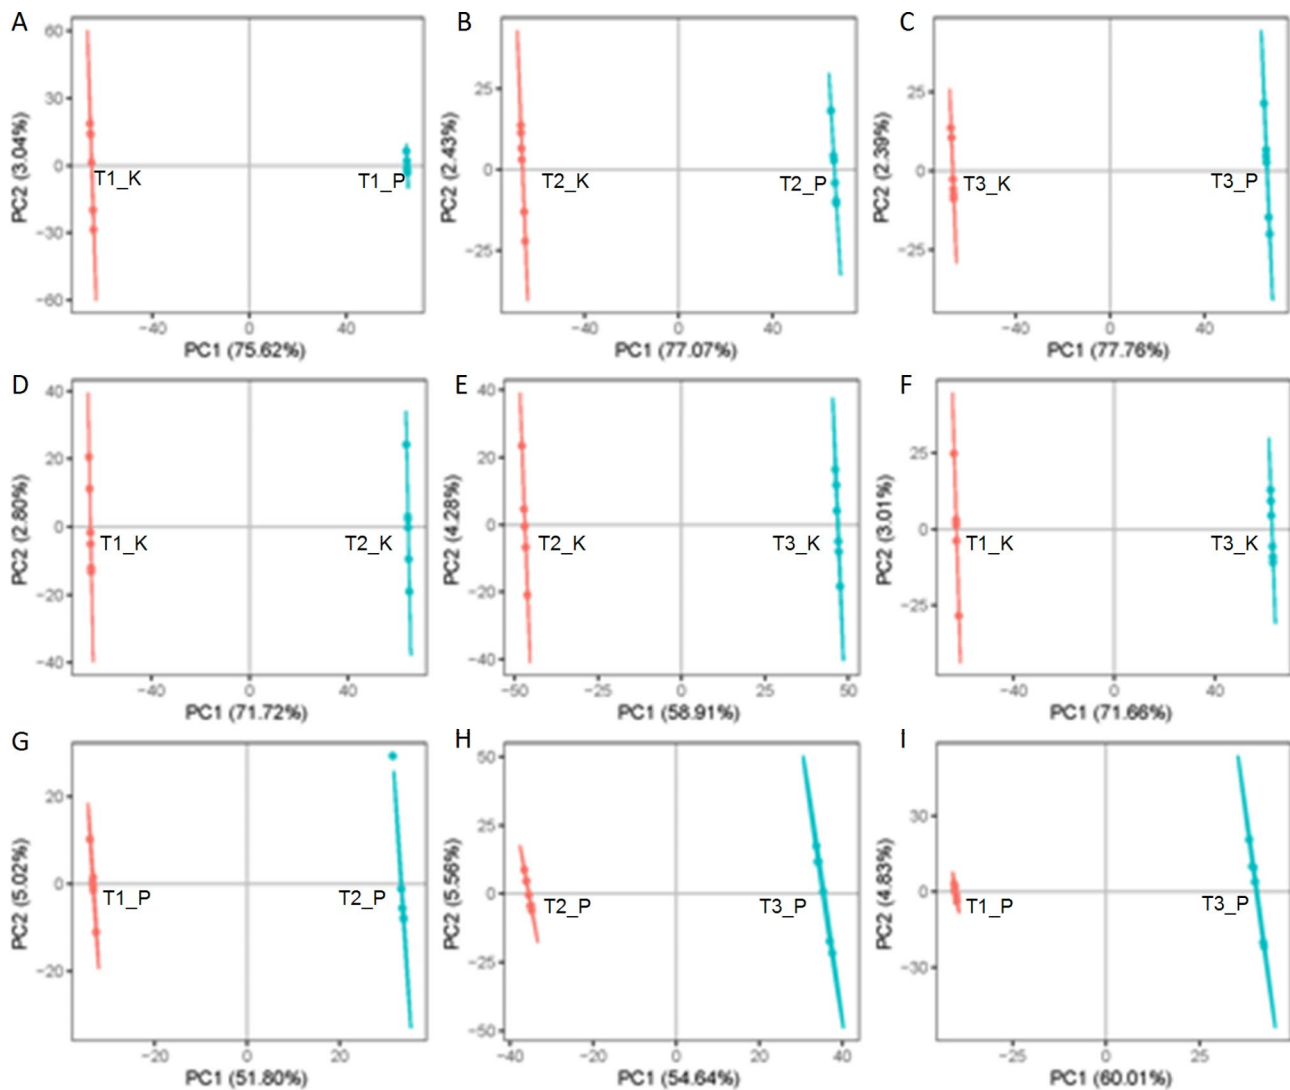 A
60
30
0
−30
−60
PC2 (3.04%)
T1_K
T1_P
−40
0
40
PC1 (75.62%)
B
25
0
−25
PC2 (2.43%)
T2_K
T2_P
−40
0
40
PC1 (77.07%)
C
25
0
−25
PC2 (2.39%)
T3_K
T3_P
−40
0
40
PC1 (77.76%)
D
40
20
0
−20
−40
PC2 (2.80%)
T1_K
T2_K
−40
0
40
PC1 (71.72%)
E
40
20
0
−20
−40
PC2 (4.28%)
T2_K
T3_K
−50
−25
0
25
50
PC1 (58.91%)
F
25
0
−25
PC2 (3.01%)
T1_K
T3_K
−40
0
40
PC1 (71.66%)
G
20
0
−20
PC2 (5.02%)
T1_P
T2_P
−20
0
20
PC1 (51.80%)
H
50
25
0
−25
−50
PC2 (5.56%)
T2_P
T3_P
−40
−20
0
20
40
PC1 (54.64%)
I
30
0
−30
PC2 (4.83%)
T1_P
T3_P
−25
0
25
PC1 (60.01%)